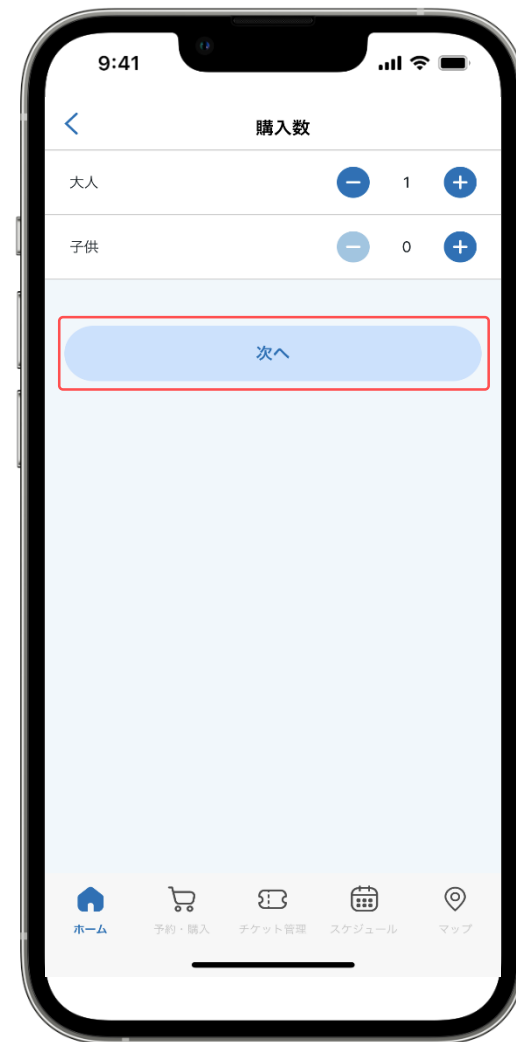 9:41
購入数
大人 1
子供 0
次へ
ホーム 予約・購入 チケット管理 スケジュール マップ